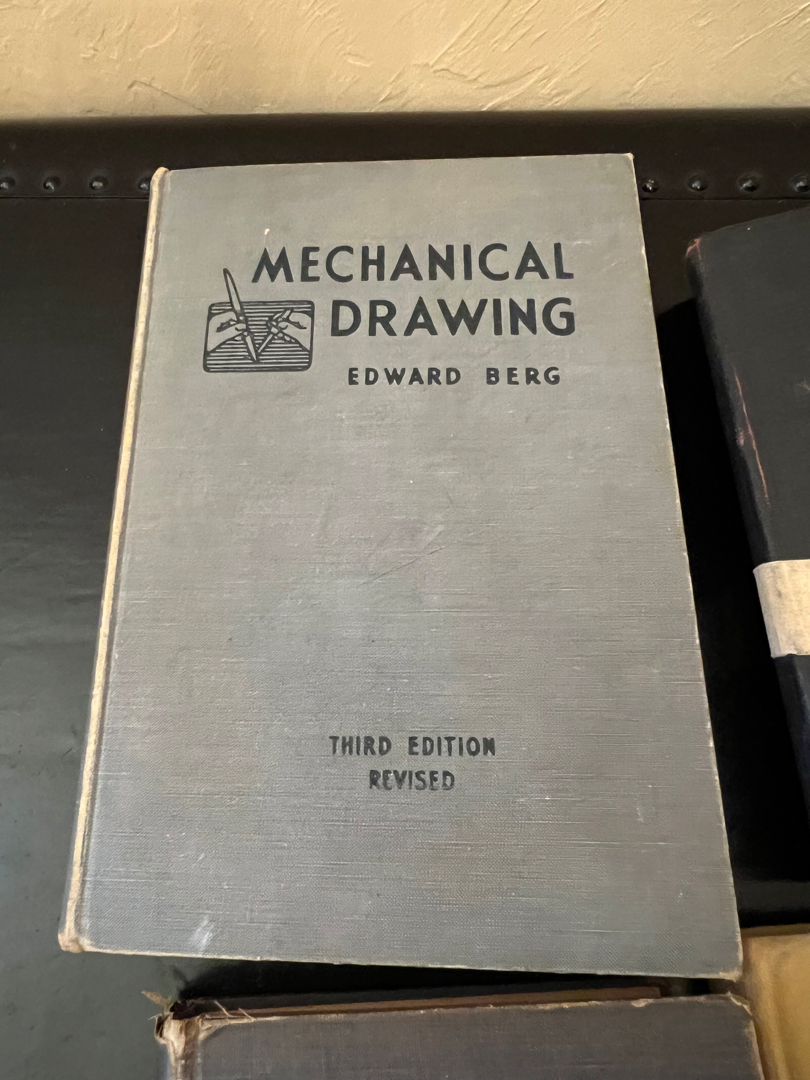 MECHANICAL
DRAWING
EDWARD BERG
THIRD EDITION
REVISED